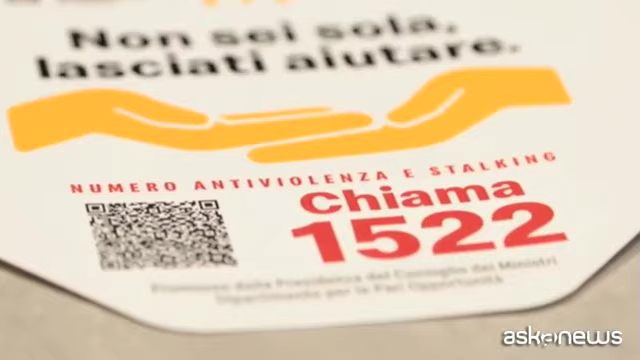 Non sei sola,
lasciati aiutare.
NUMERO ANTIVIOLENZA E STALKING
Chiama
1522
Promosso dalla Presidenza del Consiglio dei Ministri
Dipartimento per le Pari Opportunità
askanews